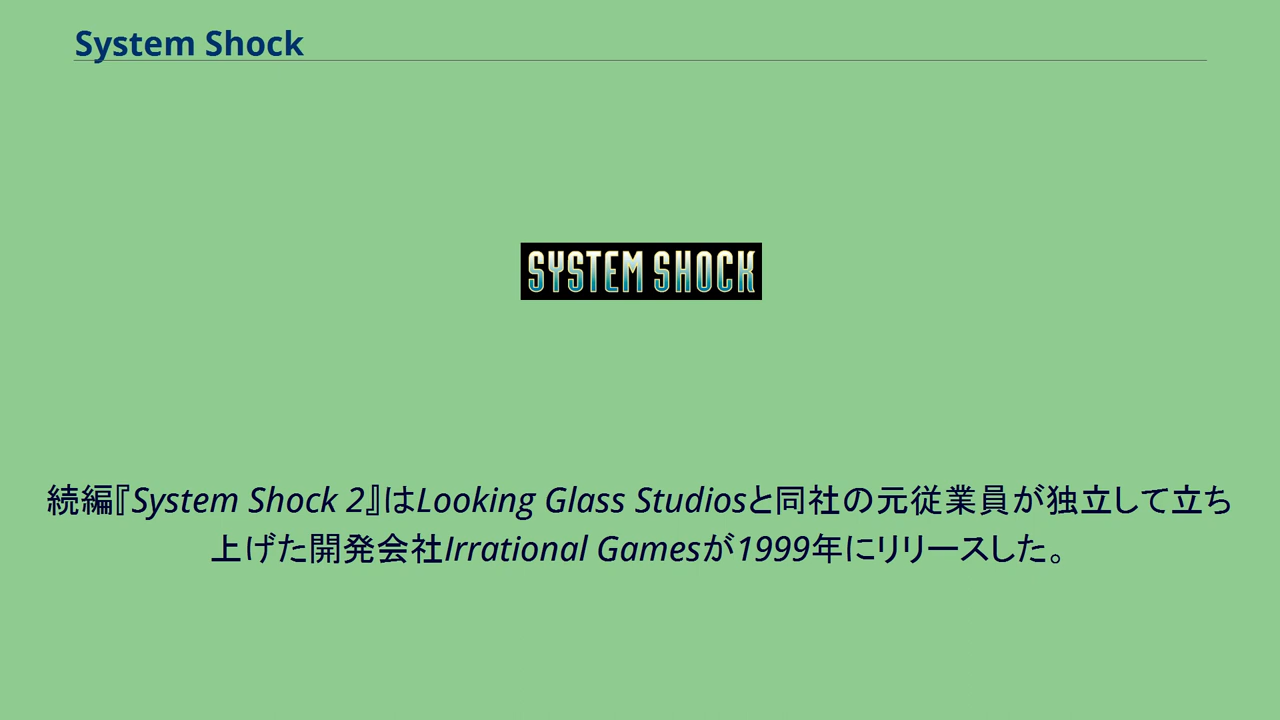 System Shock
SYSTEM SHOCK
続編『System Shock 2』はLooking Glass Studiosと同社の元従業員が独立して立ち
上げた開発会社Irrational Gamesが1999年にリリースした。